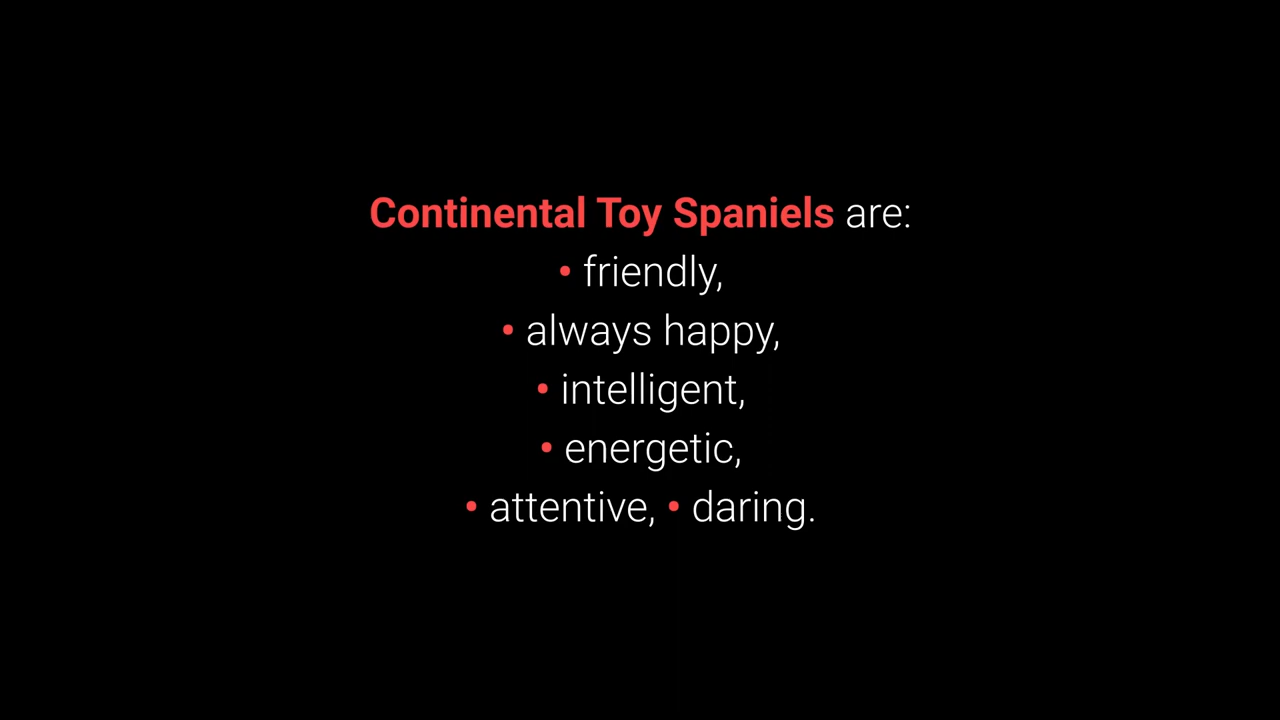 Continental Toy Spaniels are:
• friendly,
• always happy,
• intelligent,
• energetic,
• attentive, • daring.